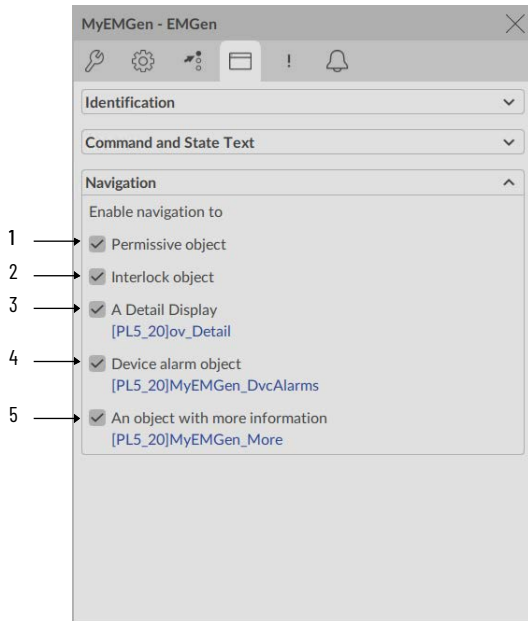 MyEMGen - EMGen
!
Identification
Command and State Text
Navigation
Enable navigation to
1
Permissive object
2
Interlock object
3
A Detail Display
[PL5_20]ov_Detail
4
Device alarm object
[PL5_20]MyEMGen_DvcAlarms
5
An object with more information
[PL5_20]MyEMGen_More